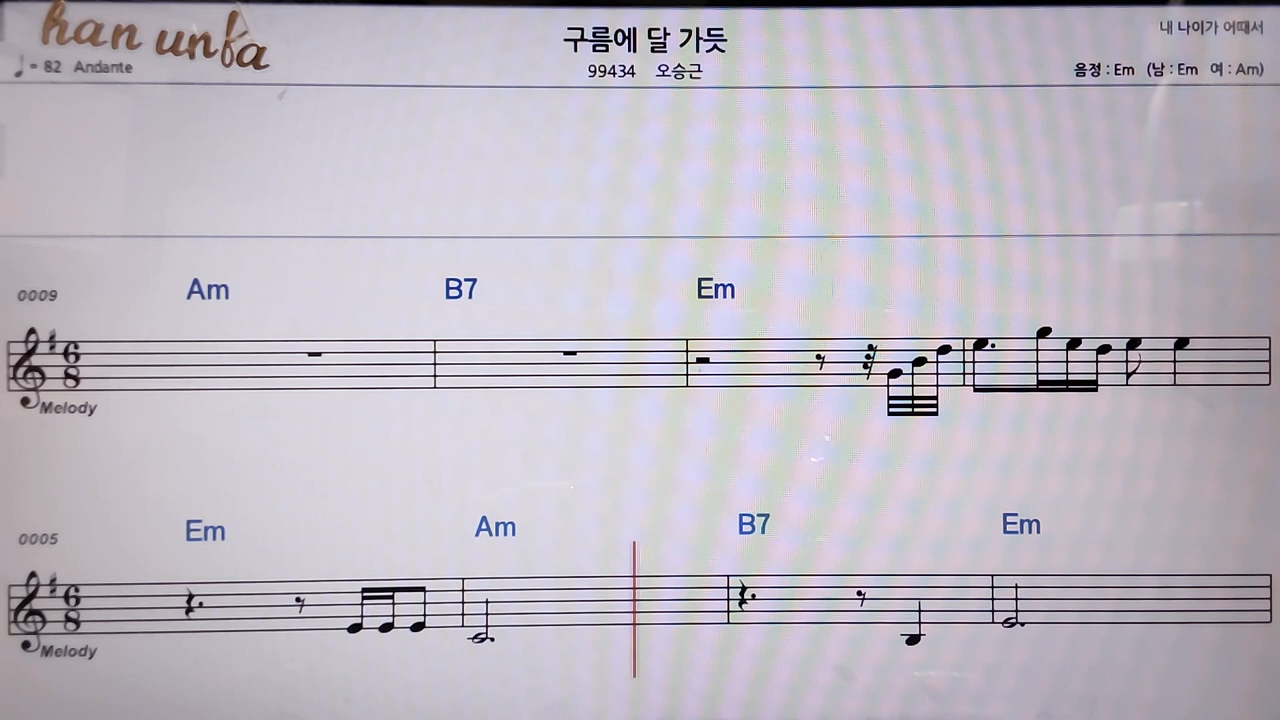 han unba
구름에 달 가듯
내 나이가 어때서
♩= 82 Andante
99434 오승근
음정 : Em (남 : Em 여 : Am)
0009 Am B7 Em
6
8
Melody
0005 Em Am B7 Em
6
8
Melody